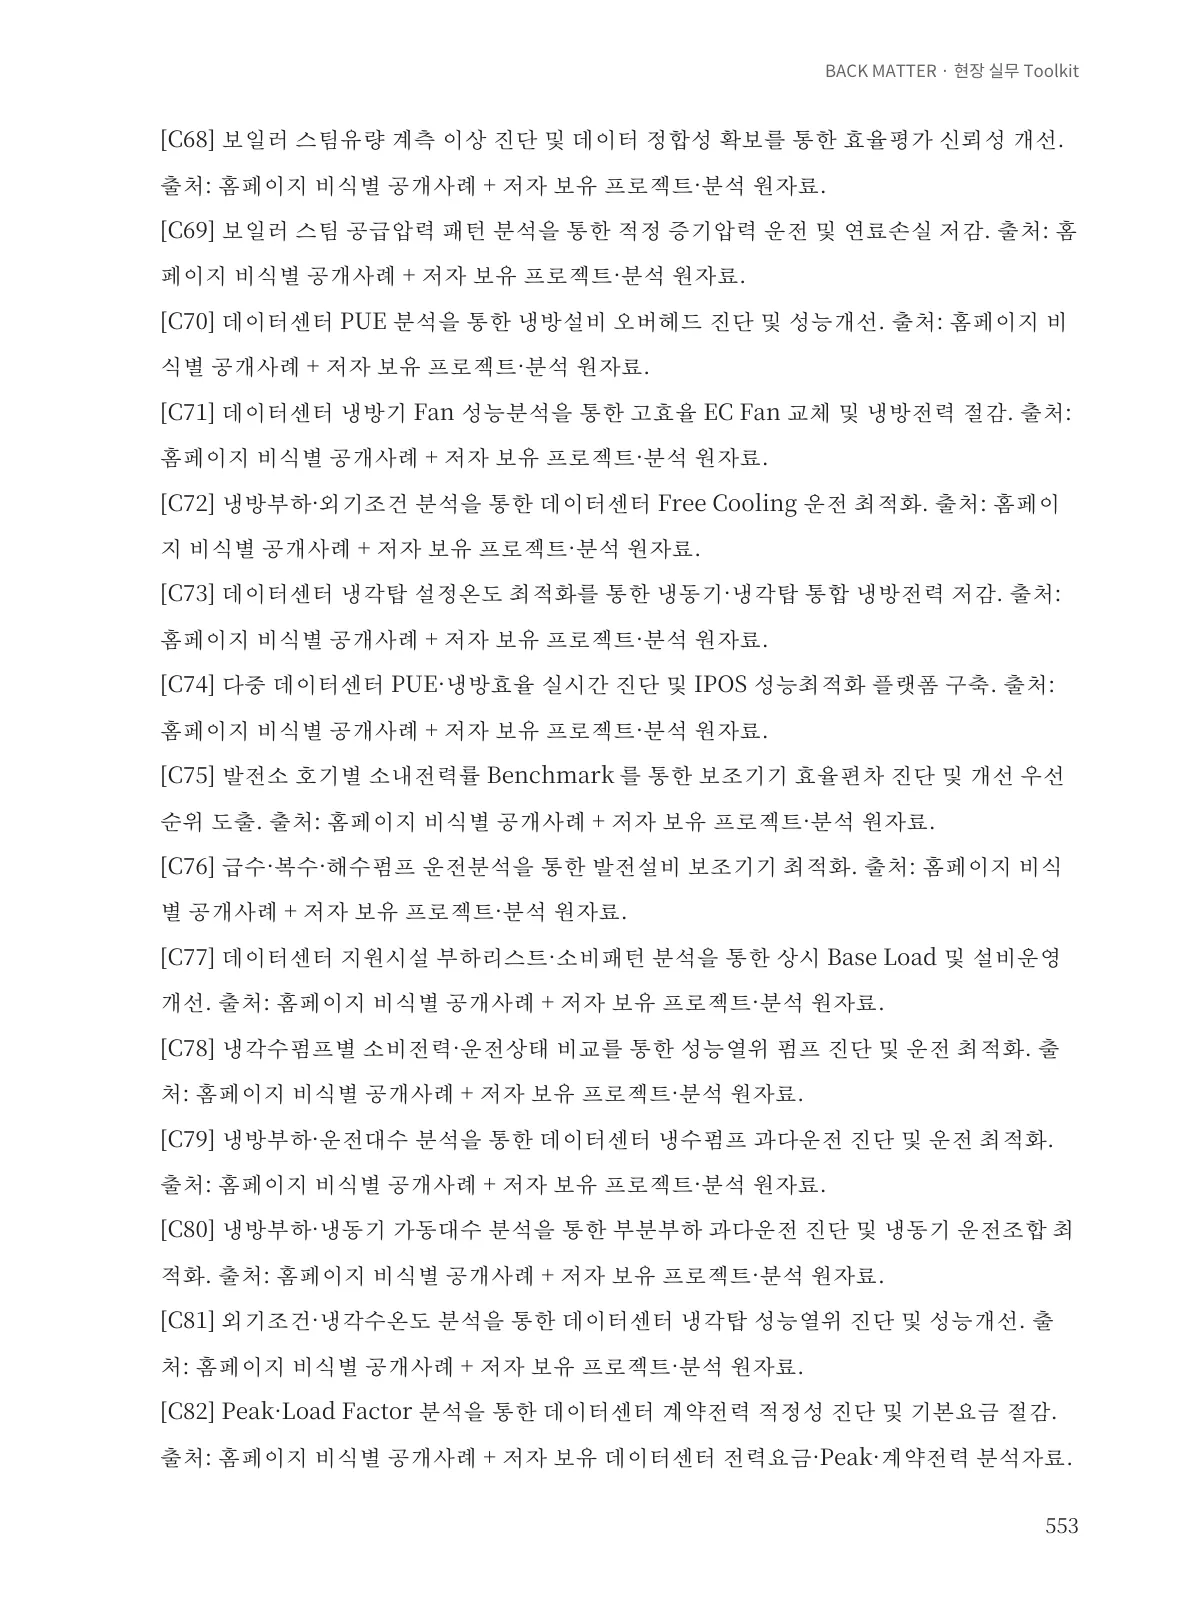 BACK MATTER · 현장 실무 Toolkit
[C68] 보일러 스팀유량 계측 이상 진단 및 데이터 정합성 확보를 통한 효율평가 신뢰성 개선.
출처: 홈페이지 비식별 공개사례 + 저자 보유 프로젝트·분석 원자료.
[C69] 보일러 스팀 공급압력 패턴 분석을 통한 적정 증기압력 운전 및 연료손실 저감. 출처: 홈
페이지 비식별 공개사례 + 저자 보유 프로젝트·분석 원자료.
[C70] 데이터센터 PUE 분석을 통한 냉방설비 오버헤드 진단 및 성능개선. 출처: 홈페이지 비
식별 공개사례 + 저자 보유 프로젝트·분석 원자료.
[C71] 데이터센터 냉방기 Fan 성능분석을 통한 고효율 EC Fan 교체 및 냉방전력 절감. 출처:
홈페이지 비식별 공개사례 + 저자 보유 프로젝트·분석 원자료.
[C72] 냉방부하·외기조건 분석을 통한 데이터센터 Free Cooling 운전 최적화. 출처: 홈페이
지 비식별 공개사례 + 저자 보유 프로젝트·분석 원자료.
[C73] 데이터센터 냉각탑 설정온도 최적화를 통한 냉동기·냉각탑 통합 냉방전력 저감. 출처:
홈페이지 비식별 공개사례 + 저자 보유 프로젝트·분석 원자료.
[C74] 다중 데이터센터 PUE·냉방효율 실시간 진단 및 IPOS 성능최적화 플랫폼 구축. 출처:
홈페이지 비식별 공개사례 + 저자 보유 프로젝트·분석 원자료.
[C75] 발전소 호기별 소내전력률 Benchmark 를 통한 보조기기 효율편차 진단 및 개선 우선
순위 도출. 출처: 홈페이지 비식별 공개사례 + 저자 보유 프로젝트·분석 원자료.
[C76] 급수·복수·해수펌프 운전분석을 통한 발전설비 보조기기 최적화. 출처: 홈페이지 비식
별 공개사례 + 저자 보유 프로젝트·분석 원자료.
[C77] 데이터센터 지원시설 부하리스트·소비패턴 분석을 통한 상시 Base Load 및 설비운영
개선. 출처: 홈페이지 비식별 공개사례 + 저자 보유 프로젝트·분석 원자료.
[C78] 냉각수펌프별 소비전력·운전상태 비교를 통한 성능열위 펌프 진단 및 운전 최적화. 출
처: 홈페이지 비식별 공개사례 + 저자 보유 프로젝트·분석 원자료.
[C79] 냉방부하·운전대수 분석을 통한 데이터센터 냉수펌프 과다운전 진단 및 운전 최적화.
출처: 홈페이지 비식별 공개사례 + 저자 보유 프로젝트·분석 원자료.
[C80] 냉방부하·냉동기 가동대수 분석을 통한 부분부하 과다운전 진단 및 냉동기 운전조합 최
적화. 출처: 홈페이지 비식별 공개사례 + 저자 보유 프로젝트·분석 원자료.
[C81] 외기조건·냉각수온도 분석을 통한 데이터센터 냉각탑 성능열위 진단 및 성능개선. 출
처: 홈페이지 비식별 공개사례 + 저자 보유 프로젝트·분석 원자료.
[C82] Peak·Load Factor 분석을 통한 데이터센터 계약전력 적정성 진단 및 기본요금 절감.
출처: 홈페이지 비식별 공개사례 + 저자 보유 데이터센터 전력요금·Peak·계약전력 분석자료.
553